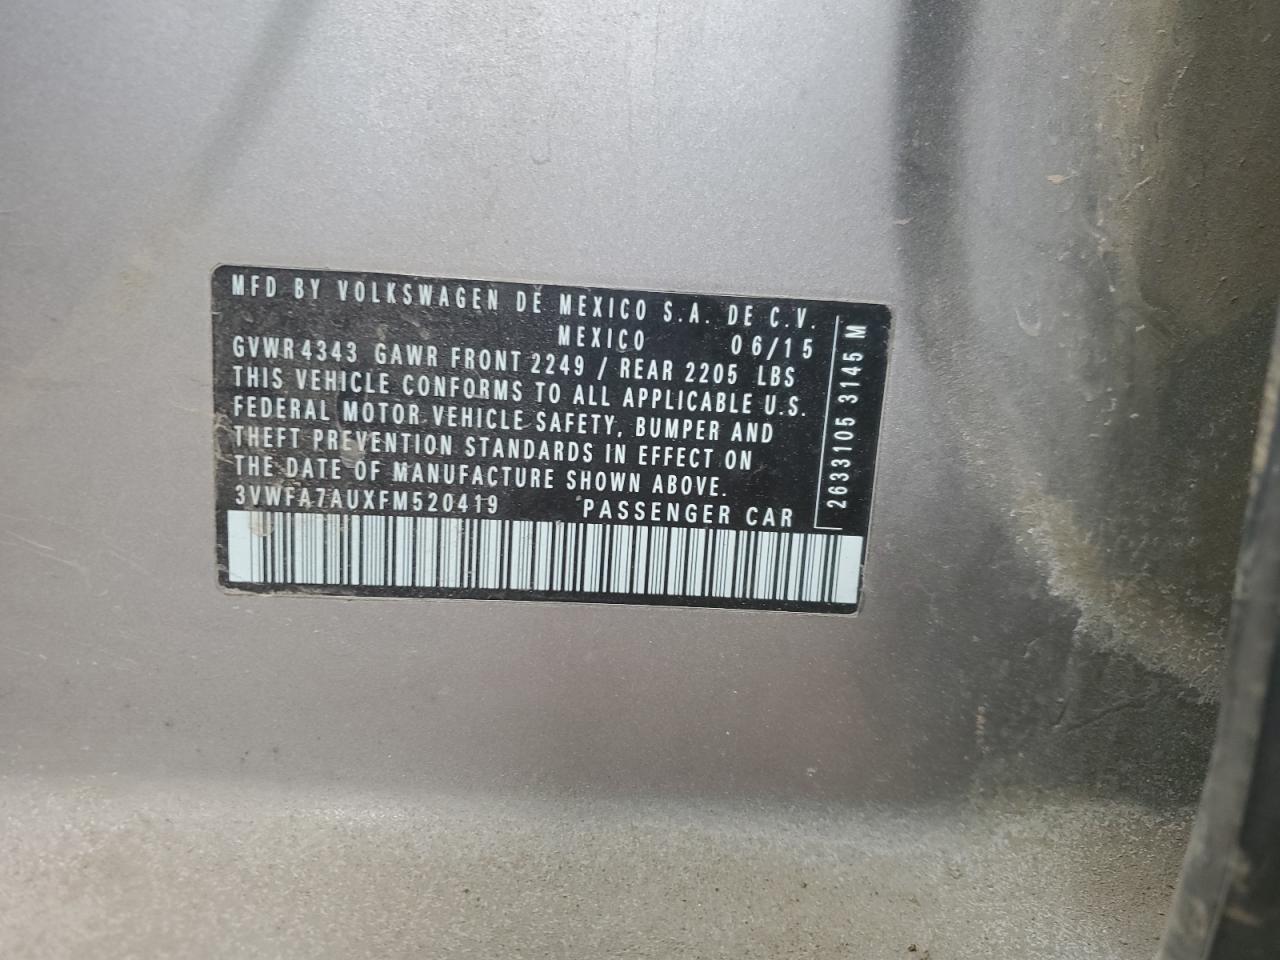 MFD BY VOLKSWAGEN DE MEXICO S.A. DE C.V.
MEXICO 06/15
GVWR 4343 GAWR FRONT 2249 / REAR 2205 LBS
THIS VEHICLE CONFORMS TO ALL APPLICABLE U.S.
FEDERAL MOTOR VEHICLE SAFETY, BUMPER AND
THEFT PREVENTION STANDARDS IN EFFECT ON
THE DATE OF MANUFACTURE SHOWN ABOVE.
3VWFA7AUXFM520419 PASSENGER CAR
2633105 3145 M